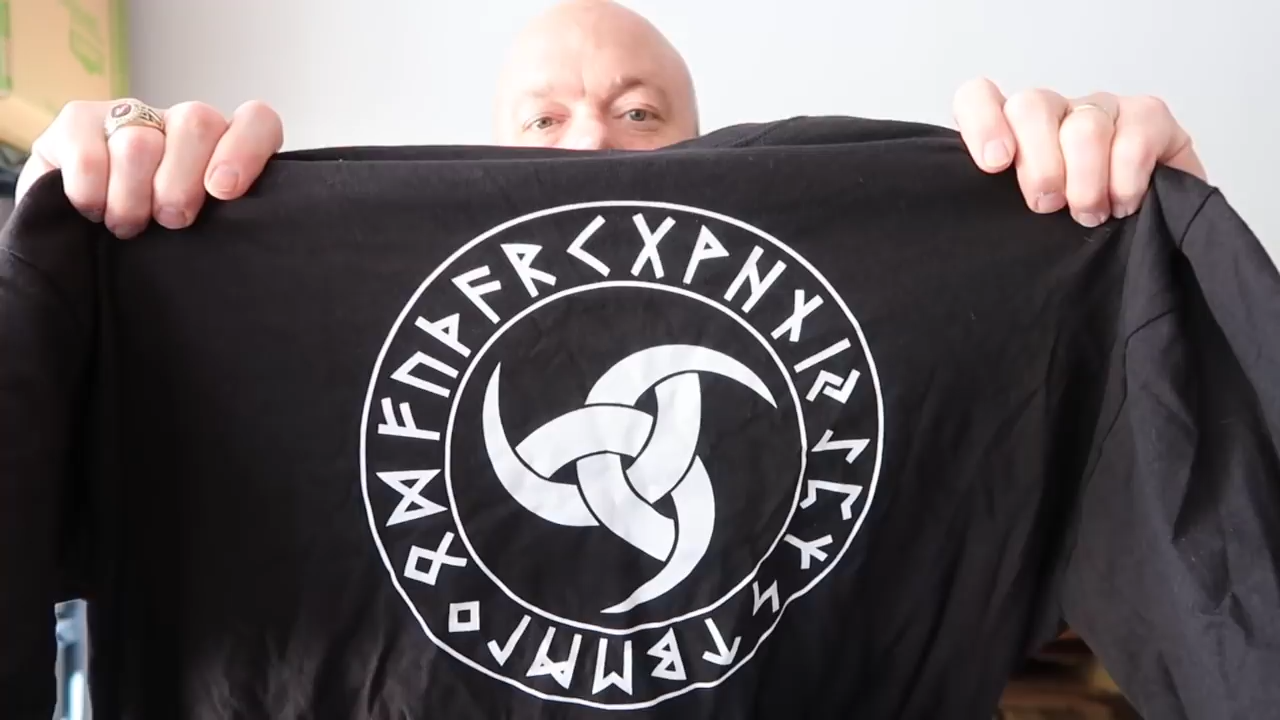 ᚠᚢᚦᚨᚱᚲᚷᚹᚺᚾᛁᛃᛇᛈᛉᛊᛏᛒᛖᛗᛚᛜᛟᛞ